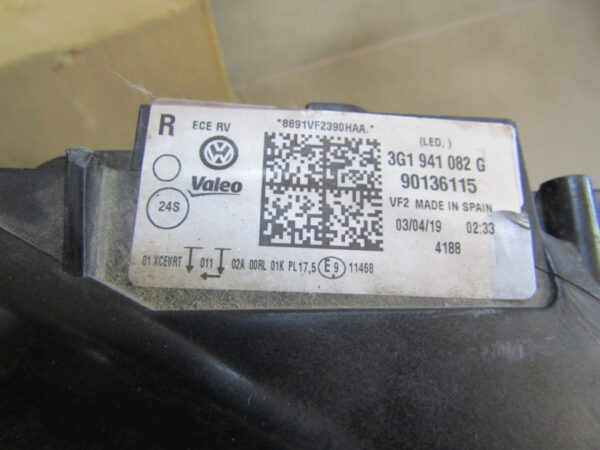 R ECE RV *8891VF2390HAA.*
(LED, )
3G1 941 082 G
Valeo
90136115
VF2 MADE IN SPAIN
24S
03/04/19 02:33
4188
01 XCEVRT 011 02A 00RL 01K PL17,5 E 9 11468